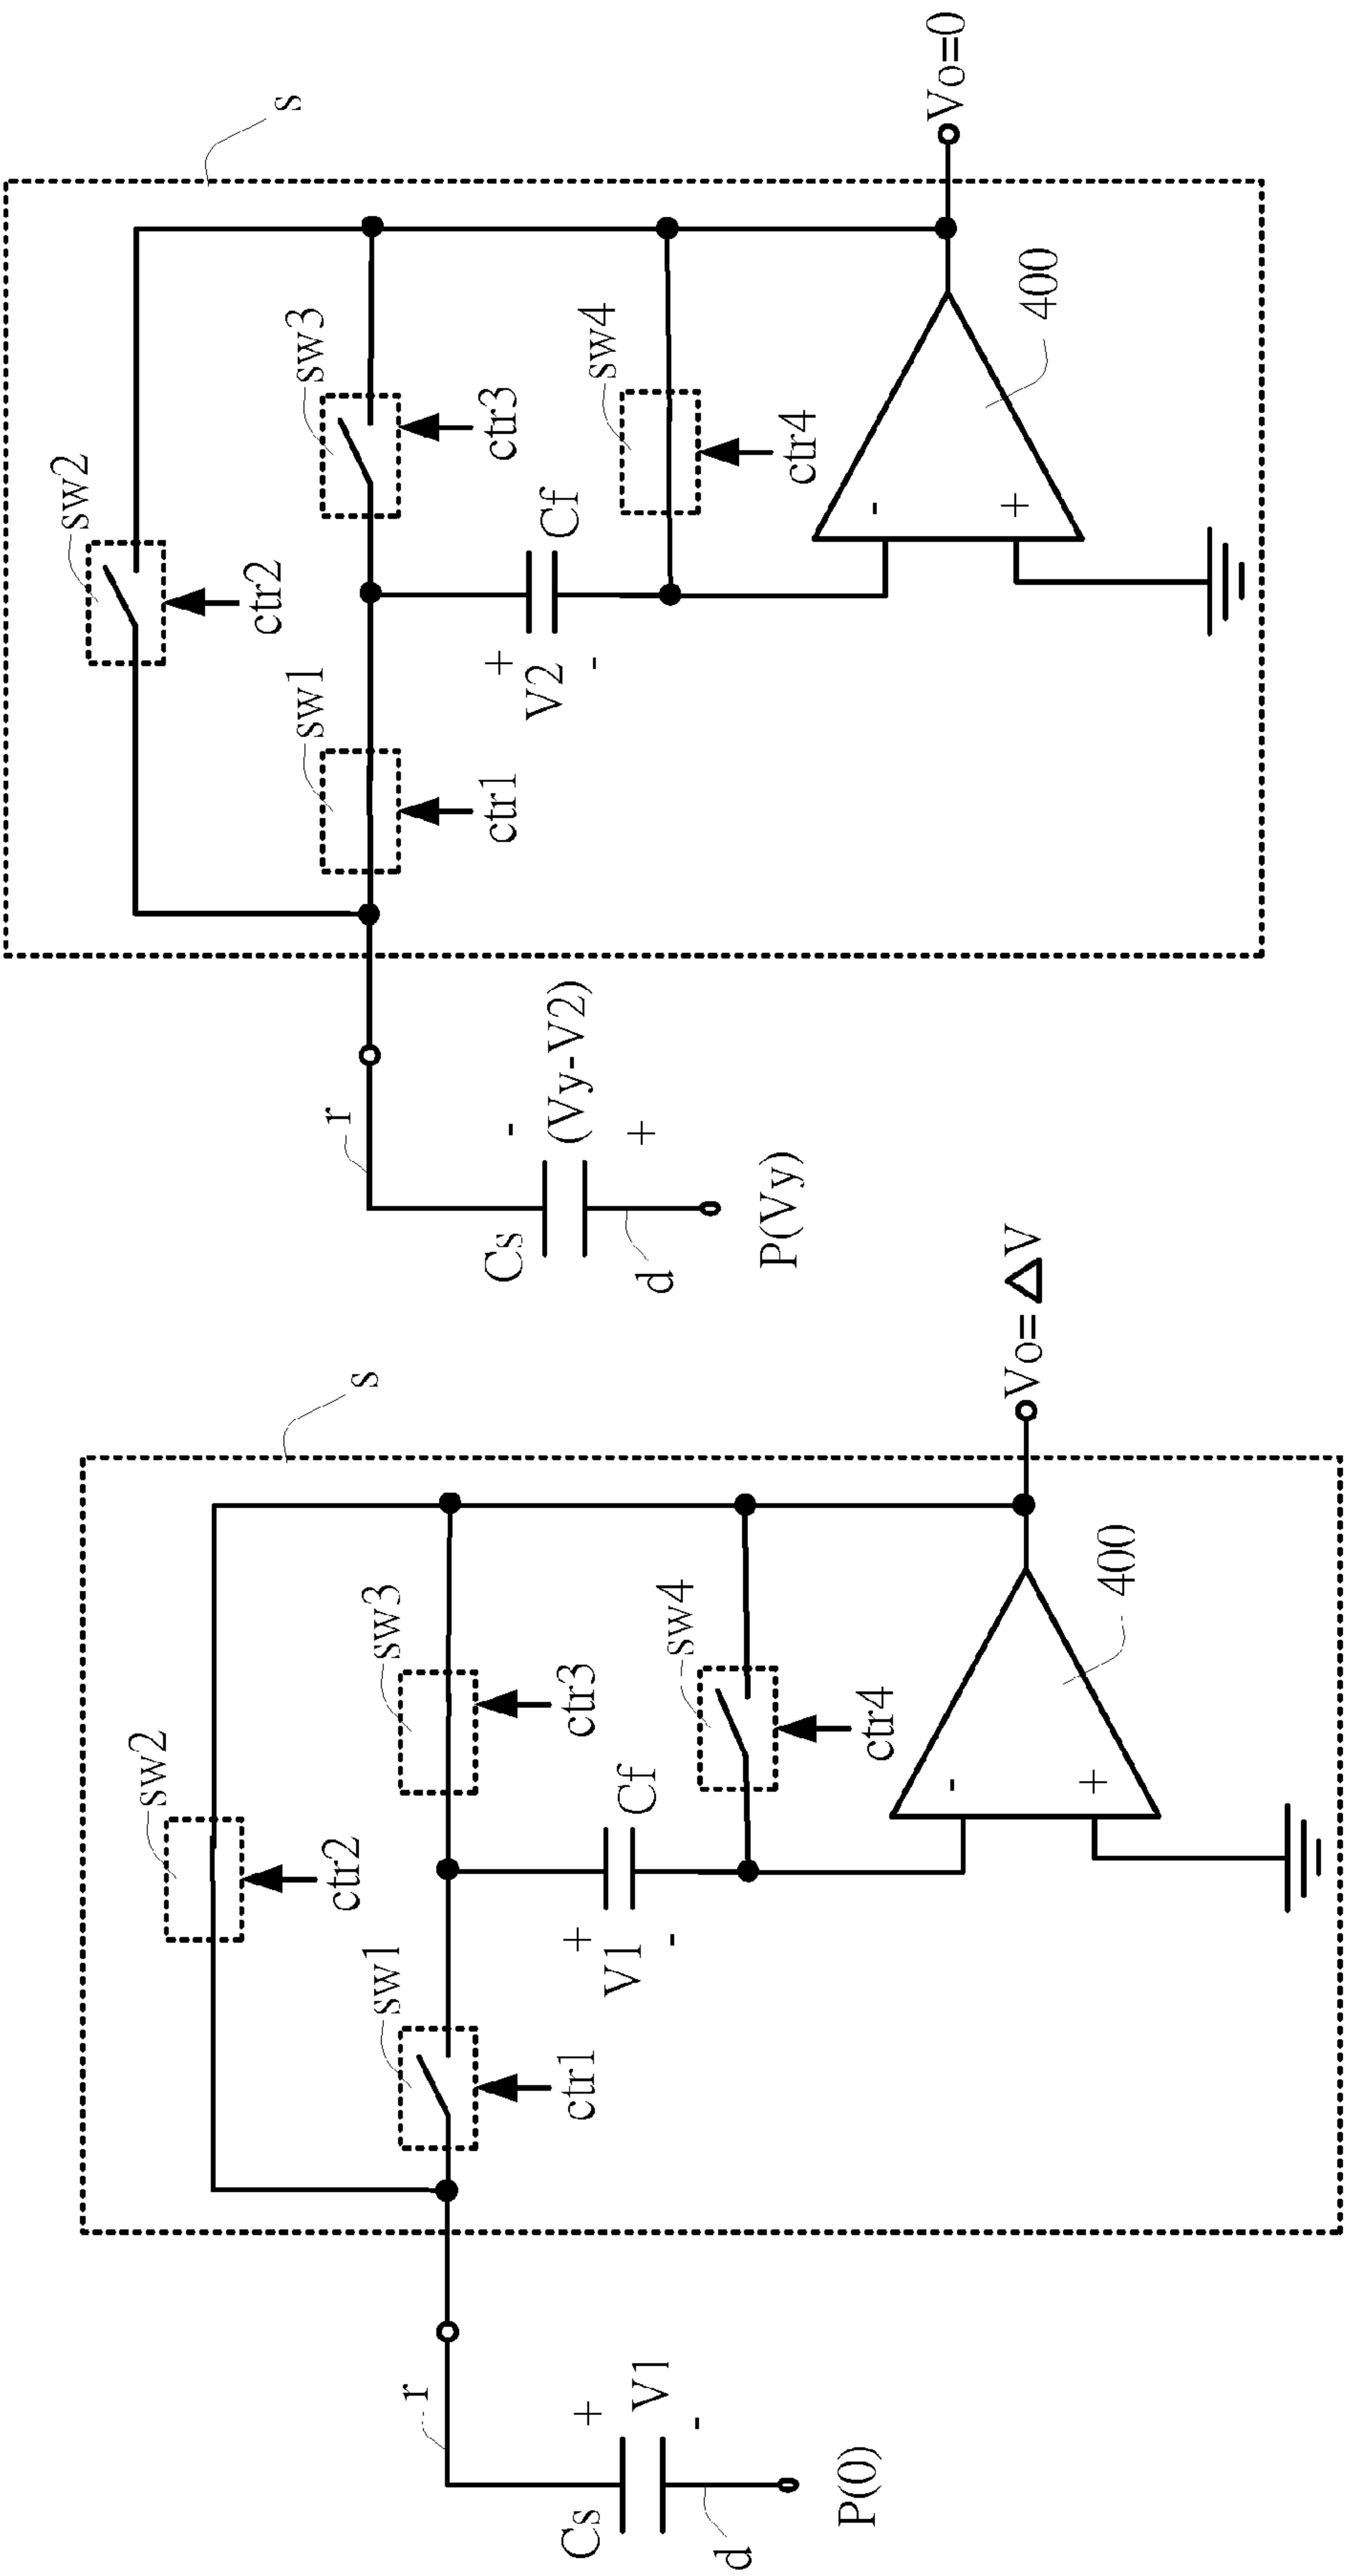 s
sw2
ctr2
sw1
sw3
ctr1
ctr3
+
V1
-
Cf
sw4
ctr4
r
Cs
+
V1
-
d
P(0)
-
+
400
Vo=△V
s
sw2
ctr2
sw1
sw3
ctr1
ctr3
+
V2
-
Cf
sw4
ctr4
r
Cs
-
(Vy-V2)
+
d
P(Vy)
-
+
400
Vo=0